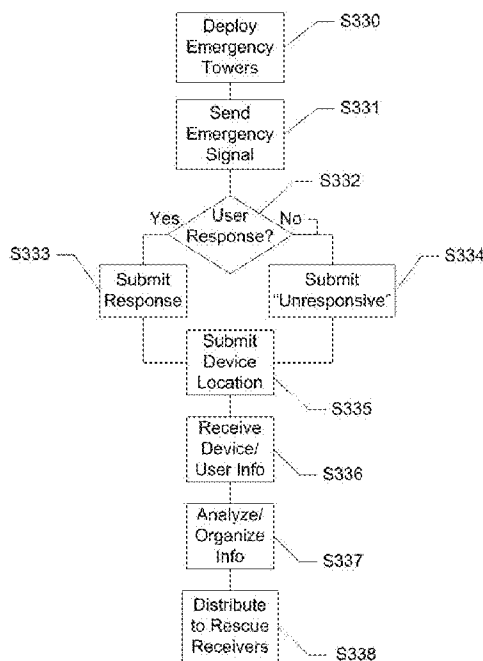 Deploy
Emergency
Towers
S330
Send
Emergency
Signal
S331
S332
Yes
User
Response?
No
S333
Submit
Response
Submit
"Unresponsive"
S334
Submit
Device
Location
S335
Receive
Device/
User Info
S336
Analyze/
Organize
Info
S337
Distribute
to Rescue
Receivers
S338